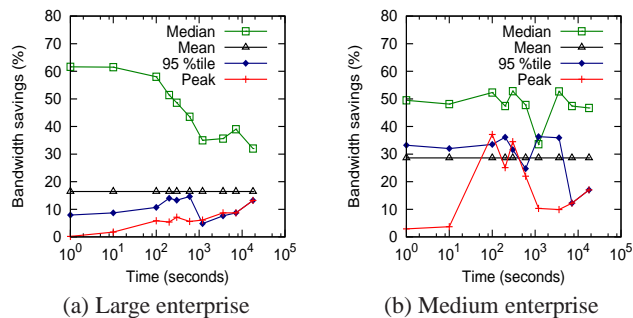 Bandwidth savings (%)
80
70
60
50
40
30
20
10
0
Median
Mean
95 %tile
Peak
10^0 10^1 10^2 10^3 10^4 10^5
Time (seconds)
(a) Large enterprise
Bandwidth savings (%)
80
70
60
50
40
30
20
10
0
Median
Mean
95 %tile
Peak
10^0 10^1 10^2 10^3 10^4 10^5
Time (seconds)
(b) Medium enterprise